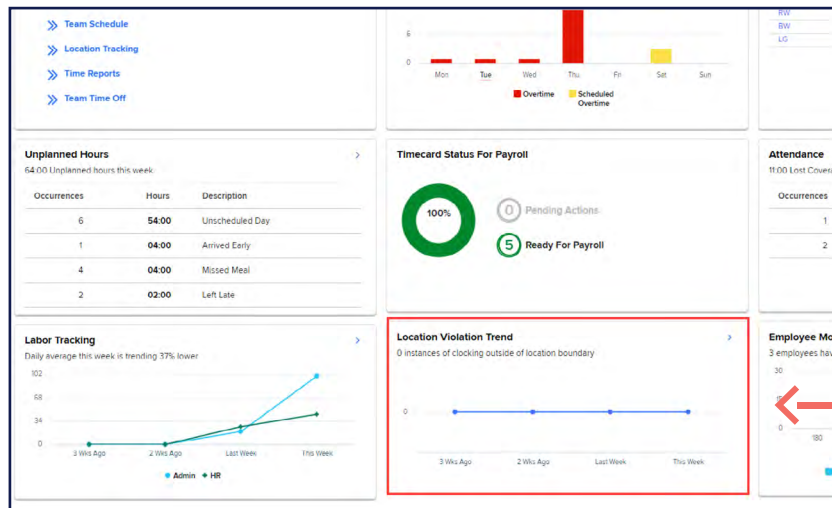 Team Schedule
Location Tracking
Time Reports
Team Time Off
6
0
Mon Tue Wed Thu Fri Sat Sun
Overtime Scheduled
Overtime
RW
BW
LG
Unplanned Hours
64:00 Unplanned hours this week
Occurrences Hours Description
6 54:00 Unscheduled Day
1 04:00 Arrived Early
4 04:00 Missed Meal
2 02:00 Left Late
Timecard Status For Payroll
100%
0 Pending Actions
5 Ready For Payroll
Attendance
11:00 Lost Covera
Occurrences
1
2
Labor Tracking
Daily average this week is trending 37% lower
102
68
34
0
3 Wks Ago 2 Wks Ago Last Week This Week
Admin HR
Location Violation Trend
0 instances of clocking outside of location boundary
0
3 Wks Ago 2 Wks Ago Last Week This Week
Employee Mo
3 employees hav
30
0
180